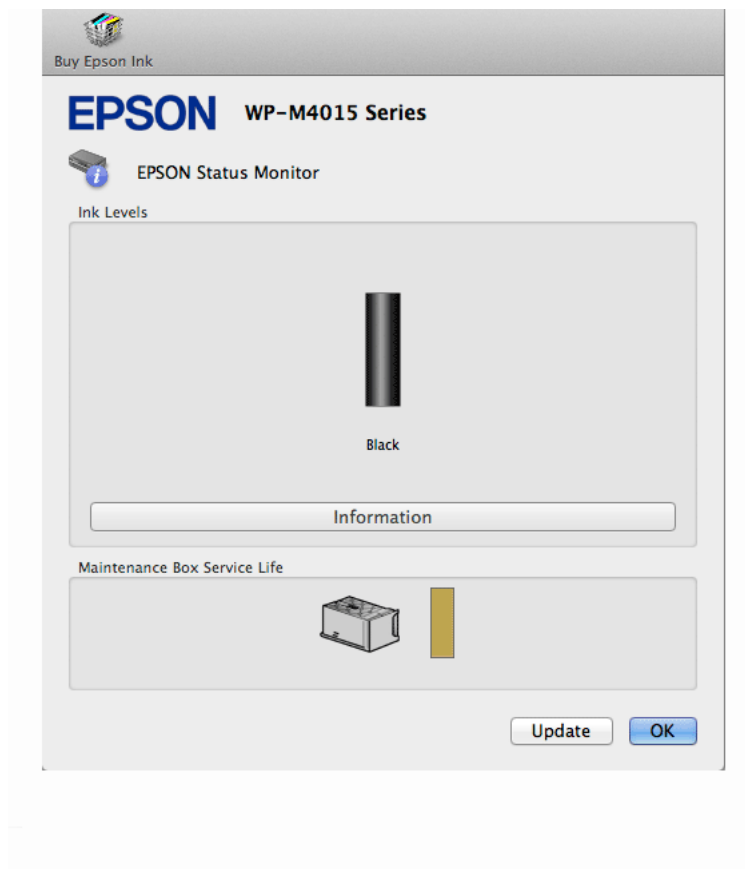 Buy Epson Ink
EPSON WP-M4015 Series
EPSON Status Monitor
Ink Levels
Black
Information
Maintenance Box Service Life
Update OK